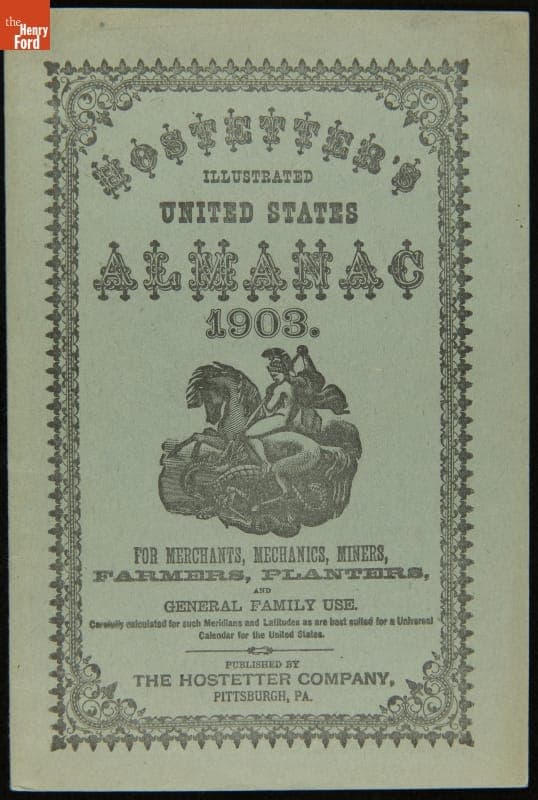 the
Henry
Ford
HOSTETTER'S
ILLUSTRATED
UNITED STATES
ALMANAC
1903.
FOR MERCHANTS, MECHANICS, MINERS,
FARMERS, PLANTERS,
AND
GENERAL FAMILY USE.
Carefully calculated for such Meridians and Latitudes as are best suited for a Universal
Calendar for the United States.
PUBLISHED BY
THE HOSTETTER COMPANY,
PITTSBURGH, PA.